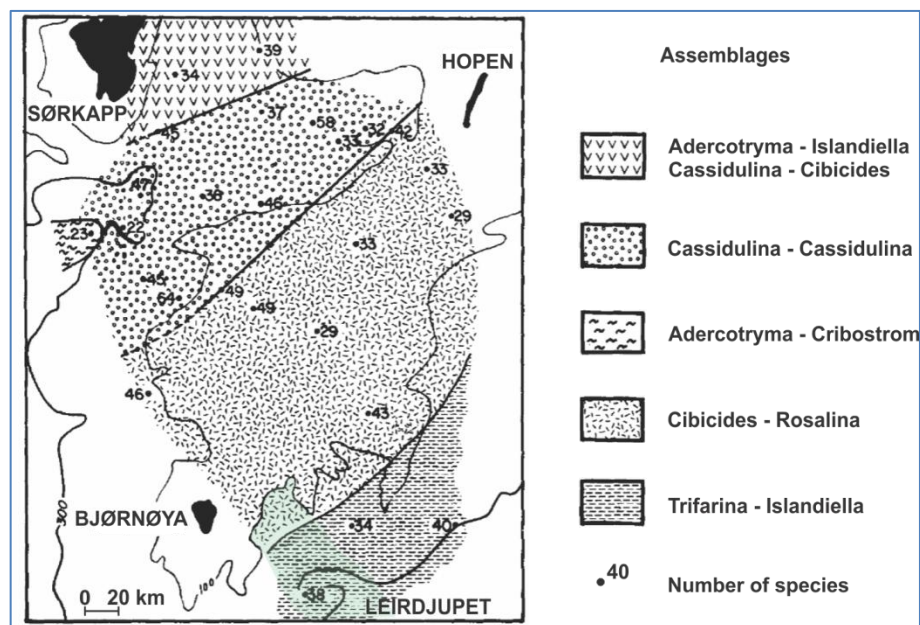 39
HOPEN
34
SØRKAPP
37
58
45
33
32
42
47
38
46
33
29
23
22
33
45
64
49
49
29
46
43
300
BJØRNØYA
34
40
100
38
0 20 km
LEIRDJUPET
Assemblages
Adercotryma - Islandiella
Cassidulina - Cibicides
Cassidulina - Cassidulina
Adercotryma - Cribostrom
Cibicides - Rosalina
Trifarina - Islandiella
40
Number of species